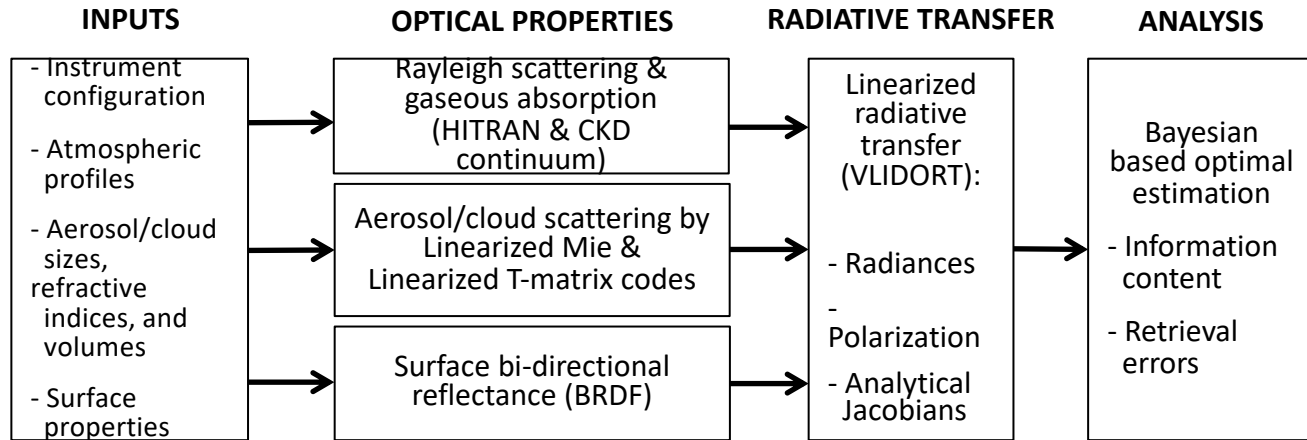 INPUTS
OPTICAL PROPERTIES
RADIATIVE TRANSFER
ANALYSIS
- Instrument
configuration
- Atmospheric
profiles
- Aerosol/cloud
sizes,
refractive
indices, and
volumes
- Surface
properties
Rayleigh scattering &
gaseous absorption
(HITRAN & CKD
continuum)
Aerosol/cloud scattering by
Linearized Mie &
Linearized T-matrix codes
Surface bi-directional
reflectance (BRDF)
Linearized
radiative
transfer
(VLIDORT):
- Radiances
-
Polarization
- Analytical
Jacobians
Bayesian
based optimal
estimation
- Information
content
- Retrieval
errors